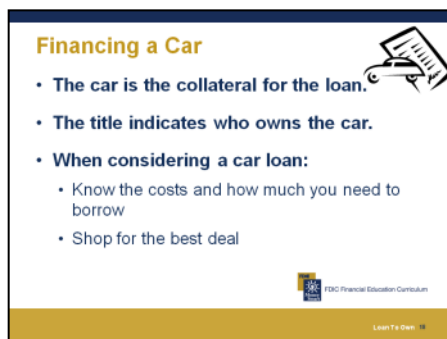 Financing a Car
• The car is the collateral for the loan.
• The title indicates who owns the car.
• When considering a car loan:
• Know the costs and how much you need to
borrow
• Shop for the best deal
FDIC Financial Education Curriculum
Loan To Own